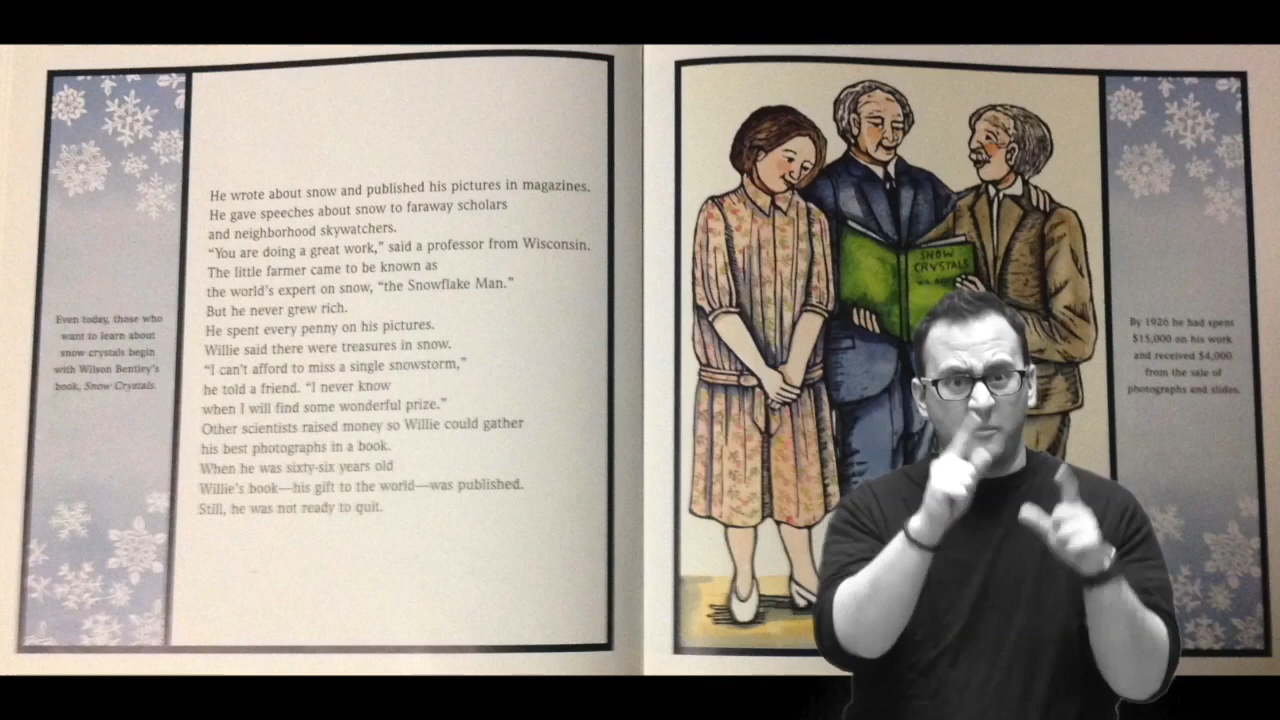 Even today, those who
want to learn about
snow crystals begin
with Wilson Bentley's
book, Snow Crystals.
He wrote about snow and published his pictures in magazines.
He gave speeches about snow to faraway scholars
and neighborhood skywatchers.
“You are doing a great work,” said a professor from Wisconsin.
The little farmer came to be known as
the world's expert on snow, “the Snowflake Man.”
But he never grew rich.
He spent every penny on his pictures.
Willie said there were treasures in snow.
“I can't afford to miss a single snowstorm,”
he told a friend. “I never know
when I will find some wonderful prize.”
Other scientists raised money so Willie could gather
his best photographs in a book.
When he was sixty-six years old
Willie's book—his gift to the world—was published.
Still, he was not ready to quit.
SNOW
CRYSTALS
By 1926 he had spent
$15,000 on his work
and received $4,000
from the sale of
photographs and slides.